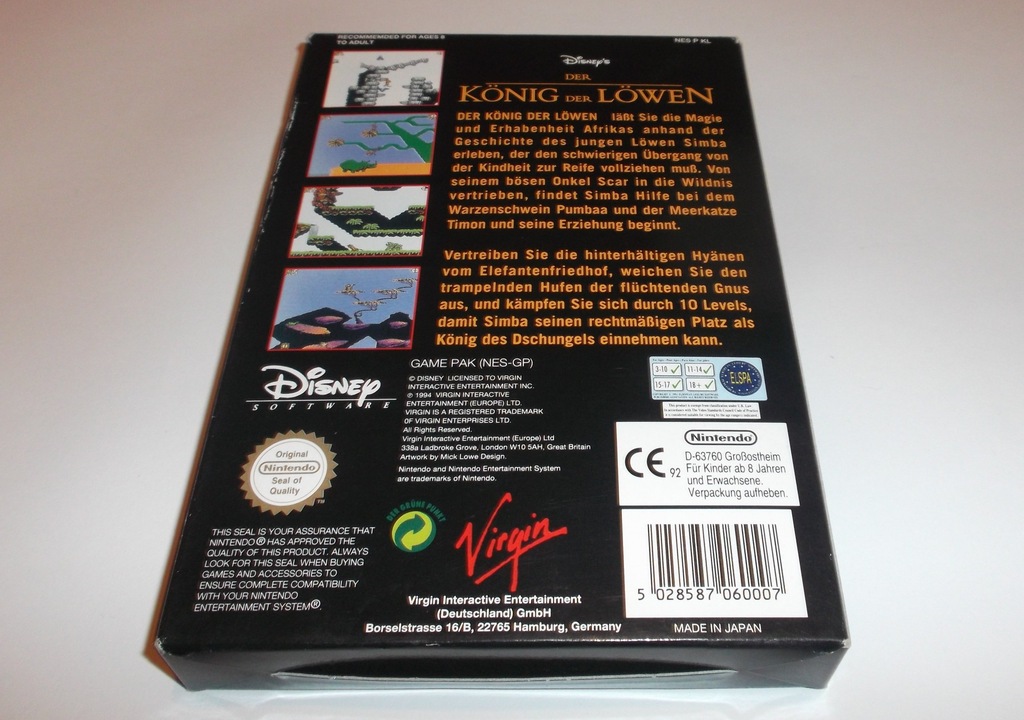 RECOMMENDED FOR AGES 8
TO ADULT
NES P KL
DISNEY'S
DER
KÖNIG DER LÖWEN
DER KÖNIG DER LÖWEN läßt Sie die Magie
und Erhabenheit Afrikas anhand der
Geschichte des jungen Löwen Simba
erleben, der den schwierigen Übergang von
der Kindheit zur Reife vollziehen muß. Von
seinem bösen Onkel Scar in die Wildnis
vertrieben, findet Simba Hilfe bei dem
Warzenschwein Pumbaa und der Meerkatze
Timon und seine Erziehung beginnt.
Vertreiben Sie die hinterhältigen Hyänen
vom Elefantenfriedhof, weichen Sie den
trampelnden Hufen der flüchtenden Gnus
aus, und kämpfen Sie sich durch 10 Levels,
damit Simba seinen rechtmäßigen Platz als
König des Dschungels einnehmen kann.
DISNEY
SOFTWARE
GAME PAK (NES-GP)
© DISNEY LICENSED TO VIRGIN
INTERACTIVE ENTERTAINMENT INC.
© 1994 VIRGIN INTERACTIVE
ENTERTAINMENT (EUROPE) LTD.
VIRGIN IS A REGISTERED TRADEMARK
OF VIRGIN ENTERPRISES LTD.
All Rights Reserved.
Virgin Interactive Entertainment (Europe) Ltd
338a Ladbroke Grove, London W10 5AH, Great Britain
Artwork by Mick Lowe Design.
Nintendo and Nintendo Entertainment System
are trademarks of Nintendo.
3-10 11-14
15-17 18+
ELSPA
Original
Nintendo
Seal of
Quality
TM
THIS SEAL IS YOUR ASSURANCE THAT
NINTENDO® HAS APPROVED THE
QUALITY OF THIS PRODUCT. ALWAYS
LOOK FOR THIS SEAL WHEN BUYING
GAMES AND ACCESSORIES TO
ENSURE COMPLETE COMPATIBILITY
WITH YOUR NINTENDO
ENTERTAINMENT SYSTEM®.
DER GRÜNE PUNKT
Virgin
Virgin Interactive Entertainment
(Deutschland) GmbH
Borselstrasse 16/B, 22765 Hamburg, Germany
CE 92
Nintendo®
D-63760 Großostheim
Für Kinder ab 8 Jahren
und Erwachsene.
Verpackung aufheben.
5 028587 060007
MADE IN JAPAN